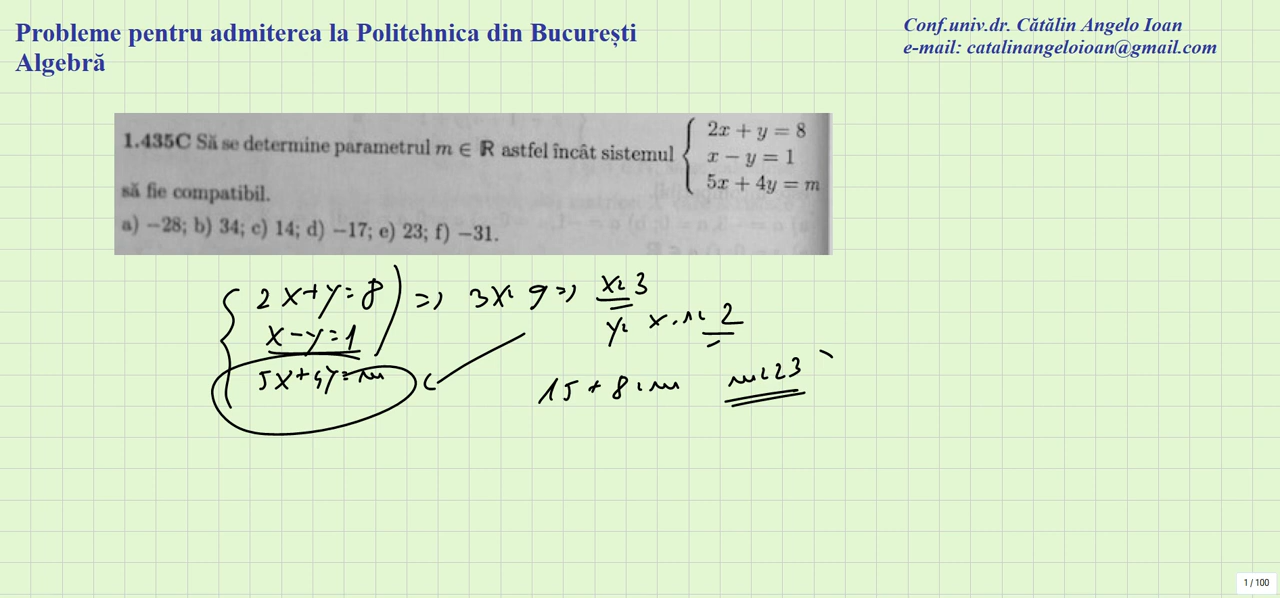 Probleme pentru admiterea la Politehnica din București
Algebră
Conf.univ.dr. Cătălin Angelo Ioan
e-mail: catalinangeloioan@gmail.com
1.435C Să se determine parametrul m ∈ ℝ astfel încât sistemul { 2x + y = 8
x − y = 1
5x + 4y = m
să fie compatibil.
a) −28; b) 34; c) 14; d) −17; e) 23; f) −31.
2x+y=8 => 3x=9 => x=3
x-y=1
y=x-1=2
5x+4y=m
15+8=m m=23
1 / 100